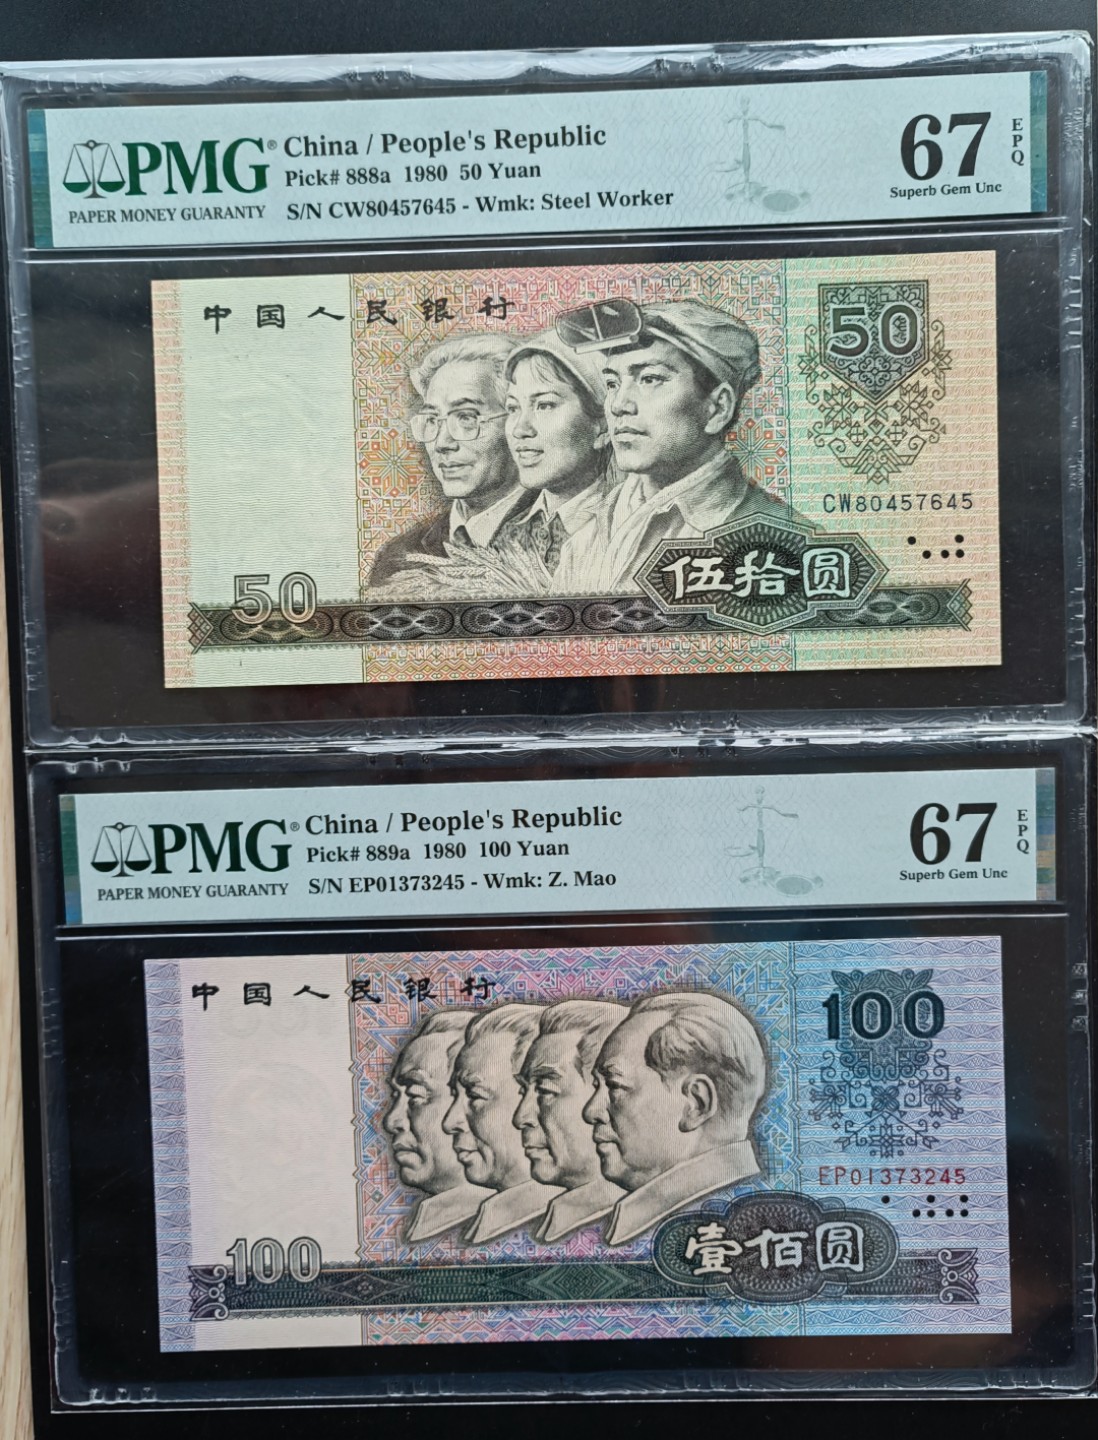 PMG®
PAPER MONEY GUARANTY
China / People's Republic
Pick# 888a 1980 50 Yuan
S/N CW80457645 - Wmk: Steel Worker
67
EPQ
Superb Gem Unc
中国人民银行
50
CW80457645
50
伍拾圆
PMG®
PAPER MONEY GUARANTY
China / People's Republic
Pick# 889a 1980 100 Yuan
S/N EP01373245 - Wmk: Z. Mao
67
EPQ
Superb Gem Unc
中国人民银行
100
EP01373245
100
壹佰圆